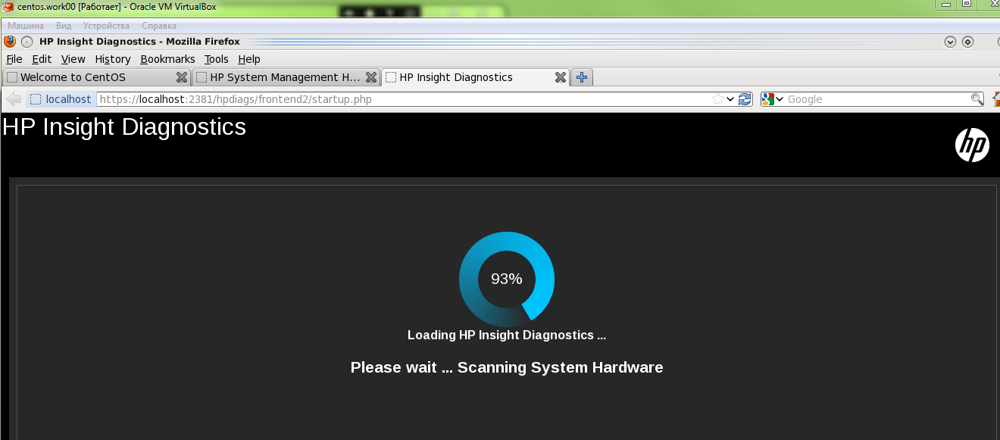 centos.work00 [Работает] - Oracle VM VirtualBox
Машина Вид Устройства Справка
HP Insight Diagnostics - Mozilla Firefox
File Edit View History Bookmarks Tools Help
Welcome to CentOS HP System Management H... HP Insight Diagnostics
localhost https://localhost:2381/hpdiags/frontend2/startup.php Google
HP Insight Diagnostics
hp
93%
Loading HP Insight Diagnostics ...
Please wait ... Scanning System Hardware